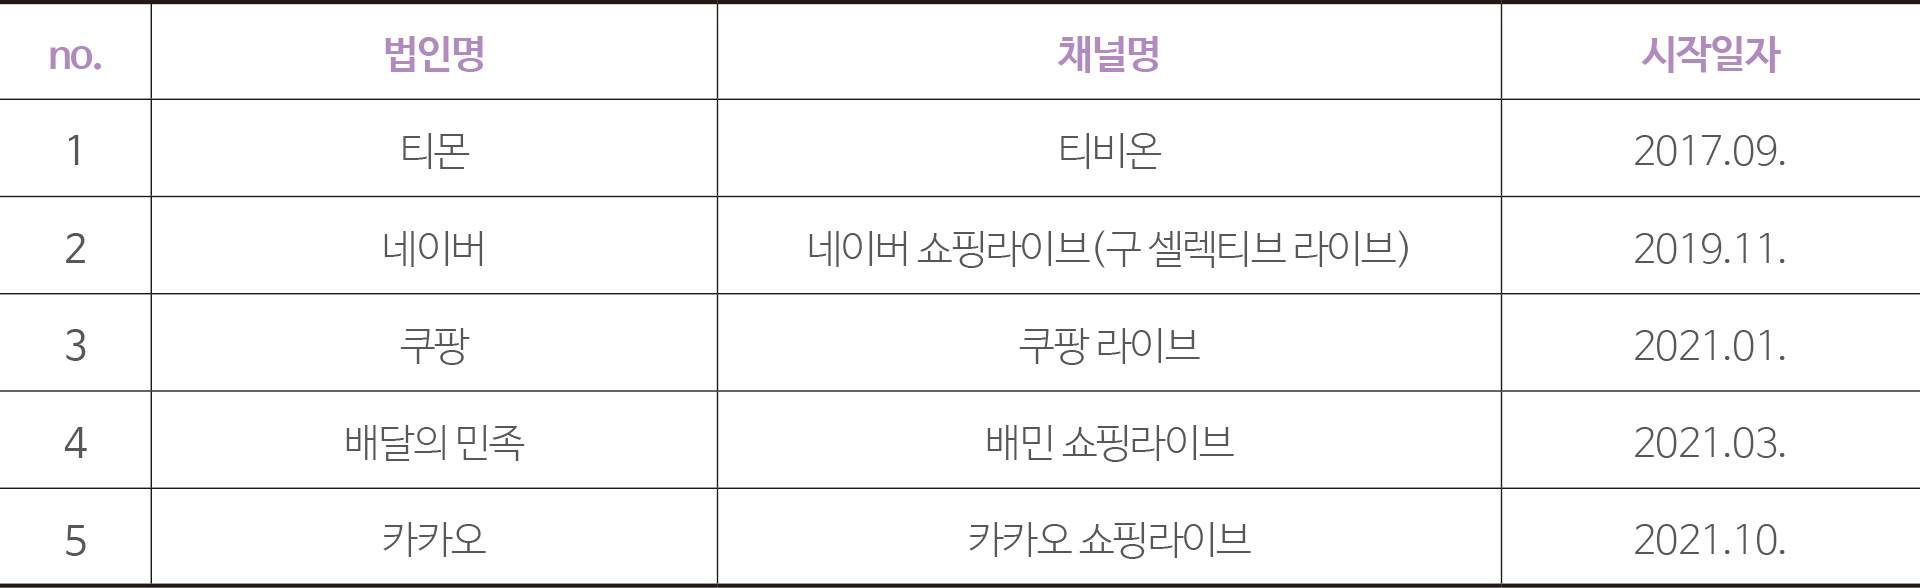 no. 법인명 채널명 시작일자
1 티몬 티비온 2017.09.
2 네이버 네이버 쇼핑라이브(구 셀렉티브 라이브) 2019.11.
3 쿠팡 쿠팡 라이브 2021.01.
4 배달의 민족 배민 쇼핑라이브 2021.03.
5 카카오 카카오 쇼핑라이브 2021.10.